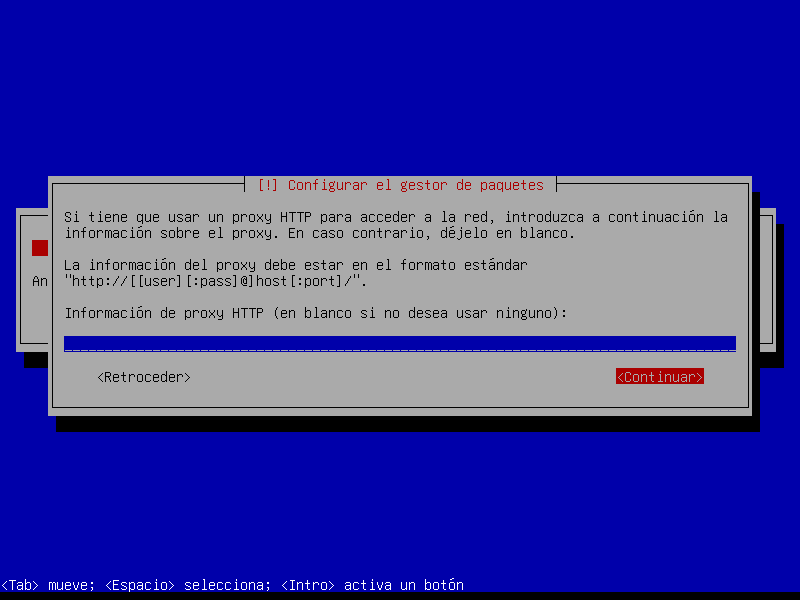 [!] Configurar el gestor de paquetes
Si tiene que usar un proxy HTTP para acceder a la red, introduzca a continuación la
información sobre el proxy. En caso contrario, déjelo en blanco.
La información del proxy debe estar en el formato estándar
"http://[[user][:pass]@]host[:port]/".
Información de proxy HTTP (en blanco si no desea usar ninguno):
An
<Retroceder> <Continuar>
<Tab> mueve; <Espacio> selecciona; <Intro> activa un botón